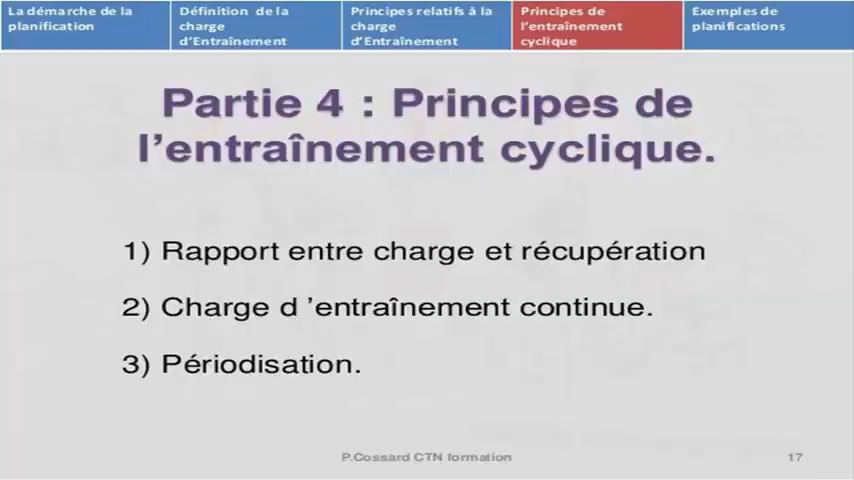 La démarche de la
planification
Définition de la
charge
d'Entraînement
Principes relatifs à la
charge
d'Entraînement
Principes de
l'entraînement
cyclique
Exemples de
planifications
Partie 4 : Principes de
l'entraînement cyclique.
1) Rapport entre charge et récupération
2) Charge d 'entraînement continue.
3) Périodisation.
P.Cossard CTN formation
17